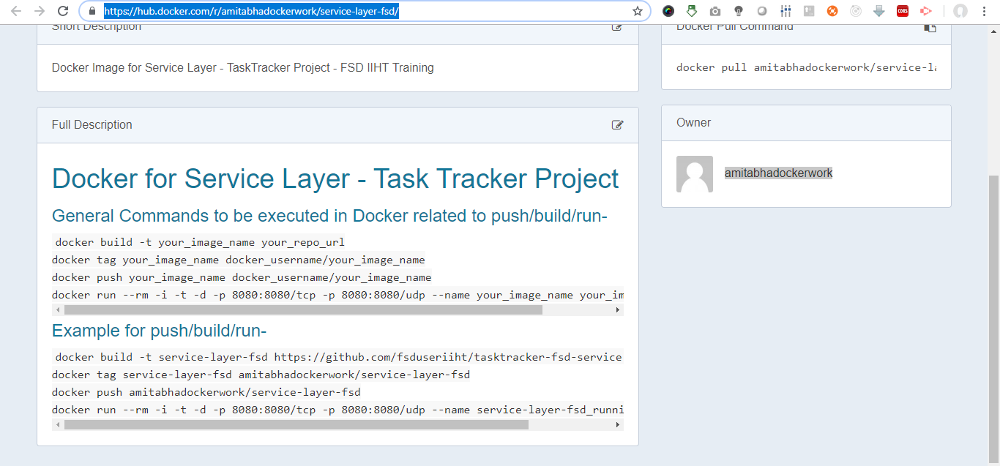 https://hub.docker.com/r/amitabhadockerwork/service-layer-fsd/
CORS
Short Description
Docker Image for Service Layer - TaskTracker Project - FSD IIHT Training
Full Description
Docker for Service Layer - Task Tracker Project
General Commands to be executed in Docker related to push/build/run-
docker build -t your_image_name your_repo_url
docker tag your_image_name docker_username/your_image_name
docker push your_image_name docker_username/your_image_name
docker run --rm -i -t -d -p 8080:8080/tcp -p 8080:8080/udp --name your_image_name your_im
Example for push/build/run-
docker build -t service-layer-fsd https://github.com/fsduseriiht/tasktracker-fsd-service
docker tag service-layer-fsd amitabhadockerwork/service-layer-fsd
docker push amitabhadockerwork/service-layer-fsd
docker run --rm -i -t -d -p 8080:8080/tcp -p 8080:8080/udp --name service-layer-fsd_runni
Docker Pull Command
docker pull amitabhadockerwork/service-la
Owner
amitabhadockerwork